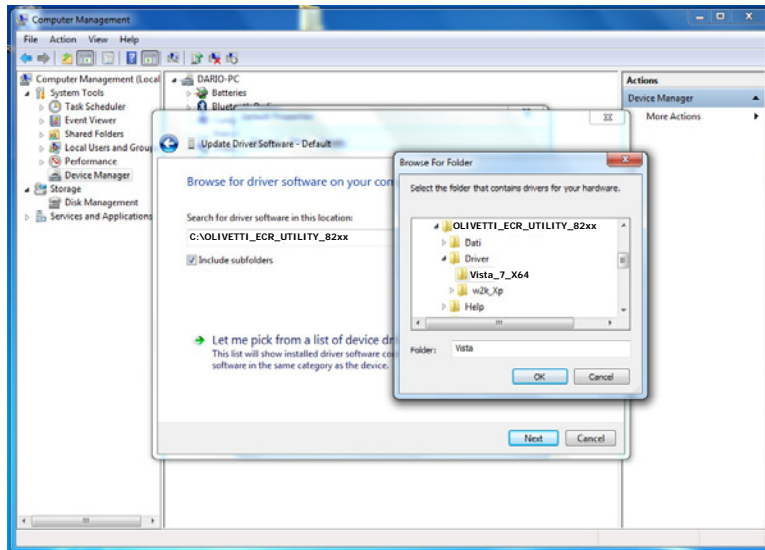 Computer Management
File Action View Help
Computer Management (Local
System Tools
Task Scheduler
Event Viewer
Shared Folders
Local Users and Group
Performance
Device Manager
Storage
Disk Management
Services and Applications
DARIO-PC
Batteries
Actions
Device Manager
More Actions
Update Driver Software - Default
Browse for driver software on your com
Search for driver software in this location:
C:\OLIVETTI_ECR_UTILITY_82xx
Include subfolders
Let me pick from a list of device dr
This list will show installed driver software co
software in the same category as the device.
Next Cancel
Browse For Folder
Select the folder that contains drivers for your hardware.
OLIVETTI_ECR_UTILITY_82xx
Dati
Driver
Vista_7_X64
w2k_Xp
Help
Folder: Vista
OK Cancel